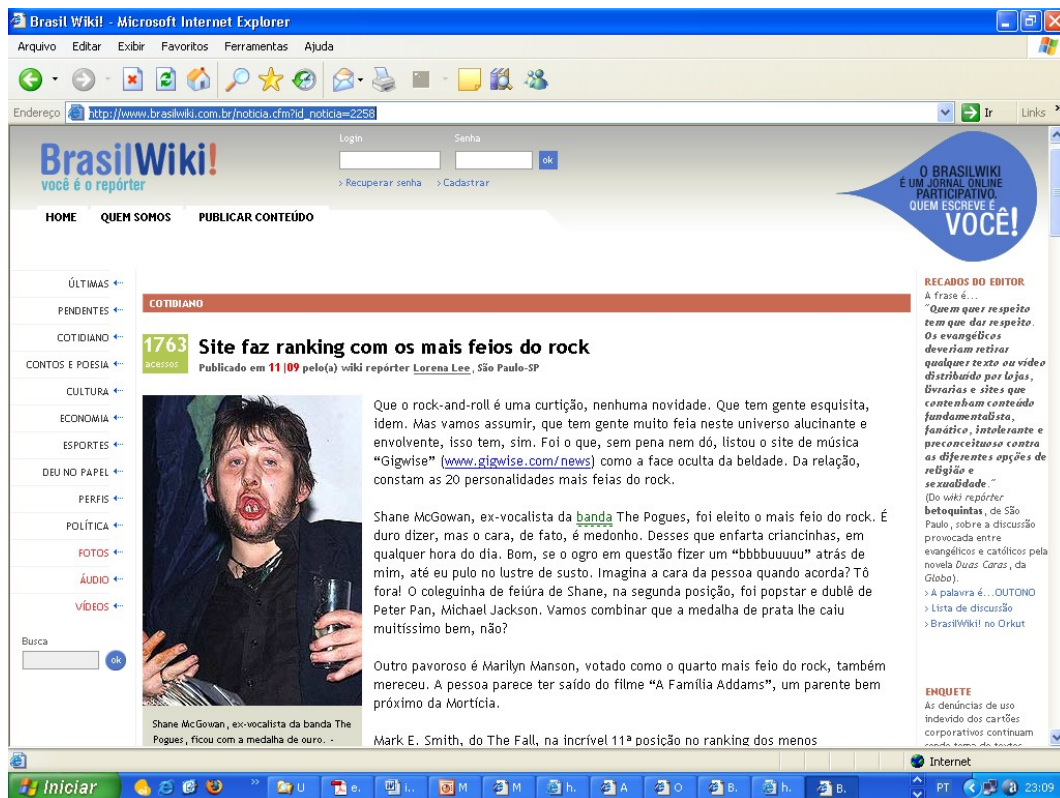 Brasil Wiki! - Microsoft Internet Explorer
Arquivo Editar Exibir Favoritos Ferramentas Ajuda
Endereço http://www.brasilwiki.com.br/noticia.cfm?id_noticia=2258 Ir Links
BrasilWiki!
você é o repórter
Login Senha
ok
> Recuperar senha > Cadastrar
O BRASILWIKI
É UM JORNAL ONLINE
PARTICIPATIVO.
QUEM ESCREVE É
VOCÊ!
HOME QUEM SOMOS PUBLICAR CONTEÚDO
ÚLTIMAS
PENDENTES
COTIDIANO
CONTOS E POESIA
CULTURA
ECONOMIA
ESPORTES
DEU NO PAPEL
PERFIS
POLÍTICA
FOTOS
ÁUDIO
VÍDEOS
Busca
ok
COTIDIANO
1763
acessos
Site faz ranking com os mais feios do rock
Publicado em 11|09 pelo(a) wiki repórter Lorena Lee, São Paulo-SP
Que o rock-and-roll é uma curtição, nenhuma novidade. Que tem gente esquisita,
idem. Mas vamos assumir, que tem gente muito feia neste universo alucinante e
envolvente, isso tem, sim. Foi o que, sem pena nem dó, listou o site de música
“Gigwise” (www.gigwise.com/news) como a face oculta da beldade. Da relação,
constam as 20 personalidades mais feias do rock.
Shane McGowan, ex-vocalista da banda The Pogues, foi eleito o mais feio do rock. É
duro dizer, mas o cara, de fato, é medonho. Desses que enfarta criancinhas, em
qualquer hora do dia. Bom, se o ogro em questão fizer um “bbbbuuuuu” atrás de
mim, até eu pulo no lustre de susto. Imagina a cara da pessoa quando acorda? Tô
fora! O coleguinha de feiúra de Shane, na segunda posição, foi popstar e dublê de
Peter Pan, Michael Jackson. Vamos combinar que a medalha de prata lhe caiu
muitíssimo bem, não?
Outro pavoroso é Marilyn Manson, votado como o quarto mais feio do rock, também
mereceu. A pessoa parece ter saído do filme “A Família Addams”, um parente bem
próximo da Mortícia.
Mark E. Smith, do The Fall, na incrível 11ª posição no ranking dos menos
Shane McGowan, ex-vocalista da banda The
Pogues, ficou com a medalha de ouro. -
RECADOS DO EDITOR
A frase é...
"Quem quer respeito
tem que dar respeito.
Os evangélicos
deveriam retirar
qualquer texto ou vídeo
distribuído por lojas,
livrarias e sites que
contenham conteúdo
fundamentalista,
fanático, intolerante e
preconceituoso contra
as diferentes opções de
religião e
sexualidade."
(Do wiki repórter
betoquintas, de São
Paulo, sobre a discussão
provocada entre
evangélicos e católicos pela
novela Duas Caras, da
Globo).
> A palavra é...OUTONO
> Lista de discussão
> BrasilWiki! no Orkut
ENQUETE
As denúncias de uso
indevido dos cartões
corporativos continuam
sendo tema de textos
Internet
Iniciar U e. i.. M M h. A O B. h. B. PT 23:09